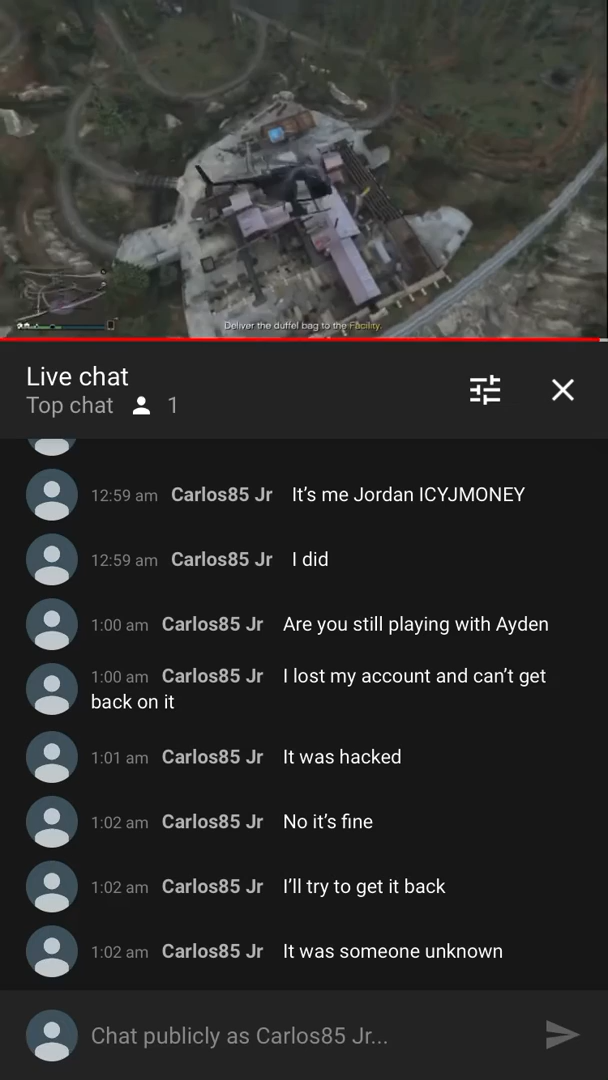 Deliver the duffel bag to the Facility.
Live chat
Top chat 1
12:59 am Carlos85 Jr It’s me Jordan ICYJMONEY
12:59 am Carlos85 Jr I did
1:00 am Carlos85 Jr Are you still playing with Ayden
1:00 am Carlos85 Jr I lost my account and can’t get
back on it
1:01 am Carlos85 Jr It was hacked
1:02 am Carlos85 Jr No it’s fine
1:02 am Carlos85 Jr I’ll try to get it back
1:02 am Carlos85 Jr It was someone unknown
Chat publicly as Carlos85 Jr...